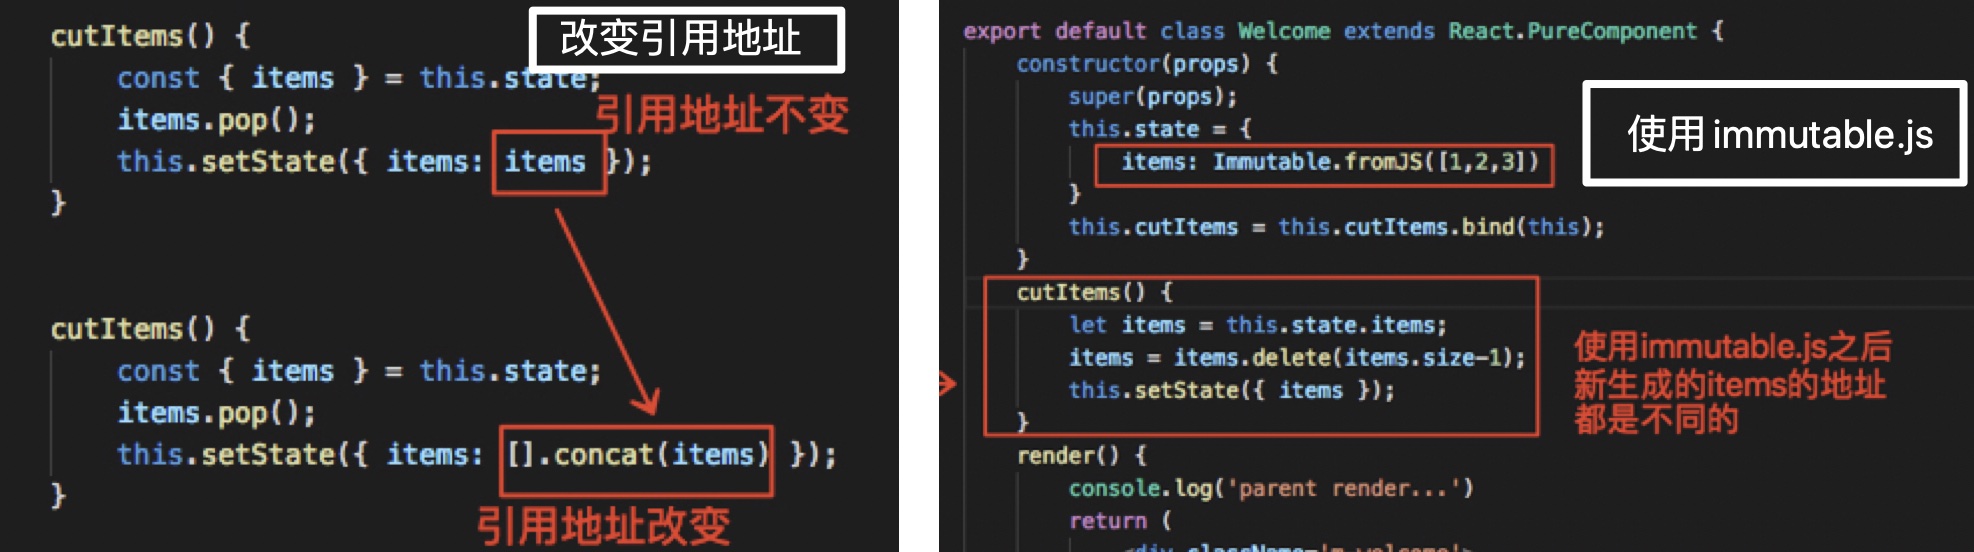 改变引用地址
cutItems() {
const { items } = this.state;
引用地址不变
items.pop();
this.setState({ items: items });
}
cutItems() {
const { items } = this.state;
items.pop();
this.setState({ items: [].concat(items) });
}
引用地址改变
export default class Welcome extends React.PureComponent {
constructor(props) {
super(props);
this.state = {
items: Immutable.fromJS([1,2,3])
}
this.cutItems = this.cutItems.bind(this);
}
使用 immutable.js
cutItems() {
let items = this.state.items;
items = items.delete(items.size-1);
this.setState({ items });
}
使用immutable.js之后
新生成的items的地址
都是不同的
render() {
console.log('parent render...')
return (